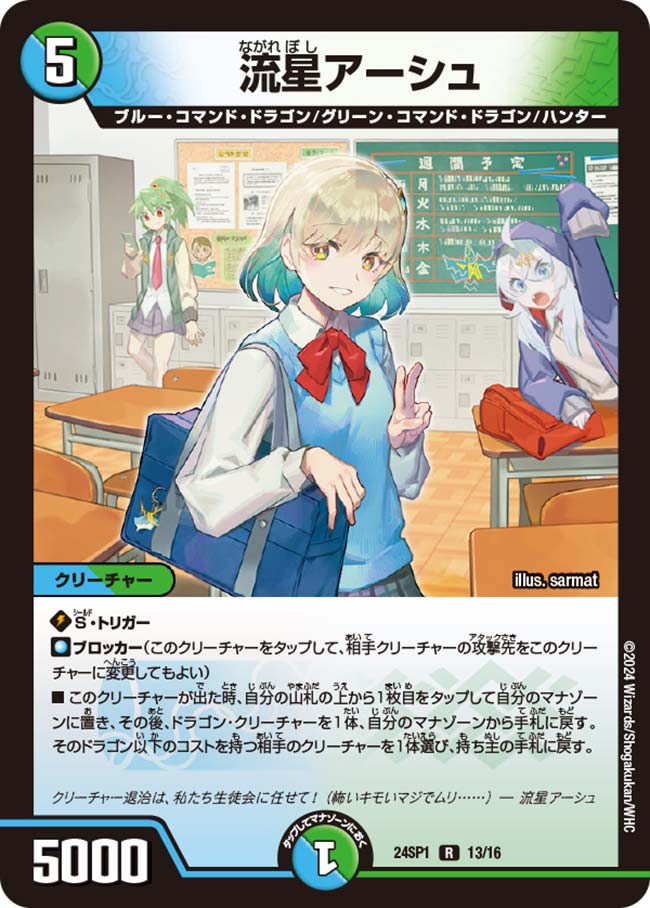 5
流星アーシュ
ながれぼし
ブルー・コマンド・ドラゴン/グリーン・コマンド・ドラゴン/ハンター
週間予定
月
火
水
木
金
クリーチャー
illus. sarmat
S・トリガー
シールド
ブロッカー(このクリーチャーをタップして、相手クリーチャーの攻撃先をこのクリー
チャーに変更してもよい)
■ このクリーチャーが出た時、自分の山札の上から1枚目をタップして自分のマナゾー
ンに置き、その後、ドラゴン・クリーチャーを1体、自分のマナゾーンから手札に戻す。
そのドラゴン以下のコストを持つ相手のクリーチャーを1体選び、持ち主の手札に戻す。
クリーチャー退治は、私たち生徒会に任せて!(怖いキモいマジでムリ……) ― 流星アーシュ
5000
タップしてマナゾーンにおく
1
24SP1 R 13/16
©2024 Wizards/Shogakukan/WHC